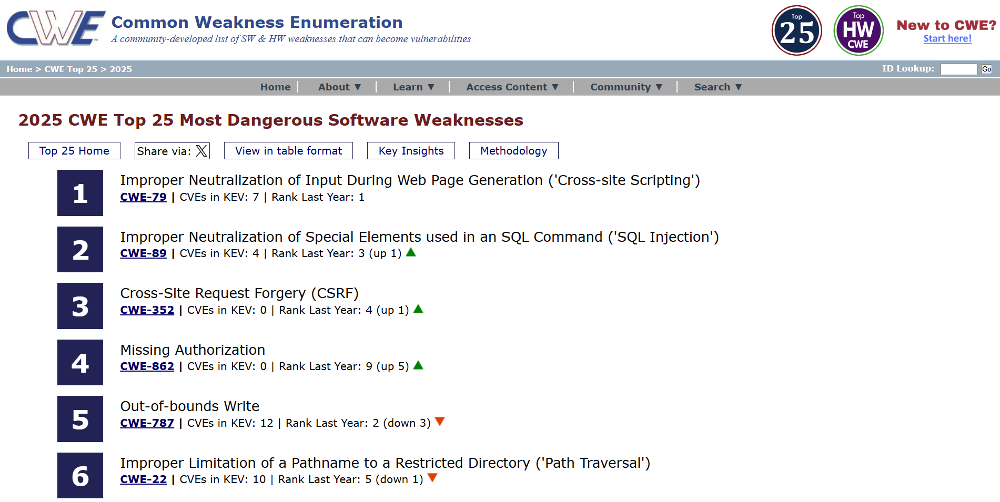 CWE
Common Weakness Enumeration
A community-developed list of SW & HW weaknesses that can become vulnerabilities
Top
25
Top
HW
CWE
New to CWE?
Start here!
Home > CWE Top 25 > 2025
ID Lookup:
Go
Home
About ▼
Learn ▼
Access Content ▼
Community ▼
Search ▼
2025 CWE Top 25 Most Dangerous Software Weaknesses
Top 25 Home
Share via: X
View in table format
Key Insights
Methodology
1
Improper Neutralization of Input During Web Page Generation ('Cross-site Scripting')
CWE-79 | CVEs in KEV: 7 | Rank Last Year: 1
2
Improper Neutralization of Special Elements used in an SQL Command ('SQL Injection')
CWE-89 | CVEs in KEV: 4 | Rank Last Year: 3 (up 1) ▲
3
Cross-Site Request Forgery (CSRF)
CWE-352 | CVEs in KEV: 0 | Rank Last Year: 4 (up 1) ▲
4
Missing Authorization
CWE-862 | CVEs in KEV: 0 | Rank Last Year: 9 (up 5) ▲
5
Out-of-bounds Write
CWE-787 | CVEs in KEV: 12 | Rank Last Year: 2 (down 3) ▼
6
Improper Limitation of a Pathname to a Restricted Directory ('Path Traversal')
CWE-22 | CVEs in KEV: 10 | Rank Last Year: 5 (down 1) ▼